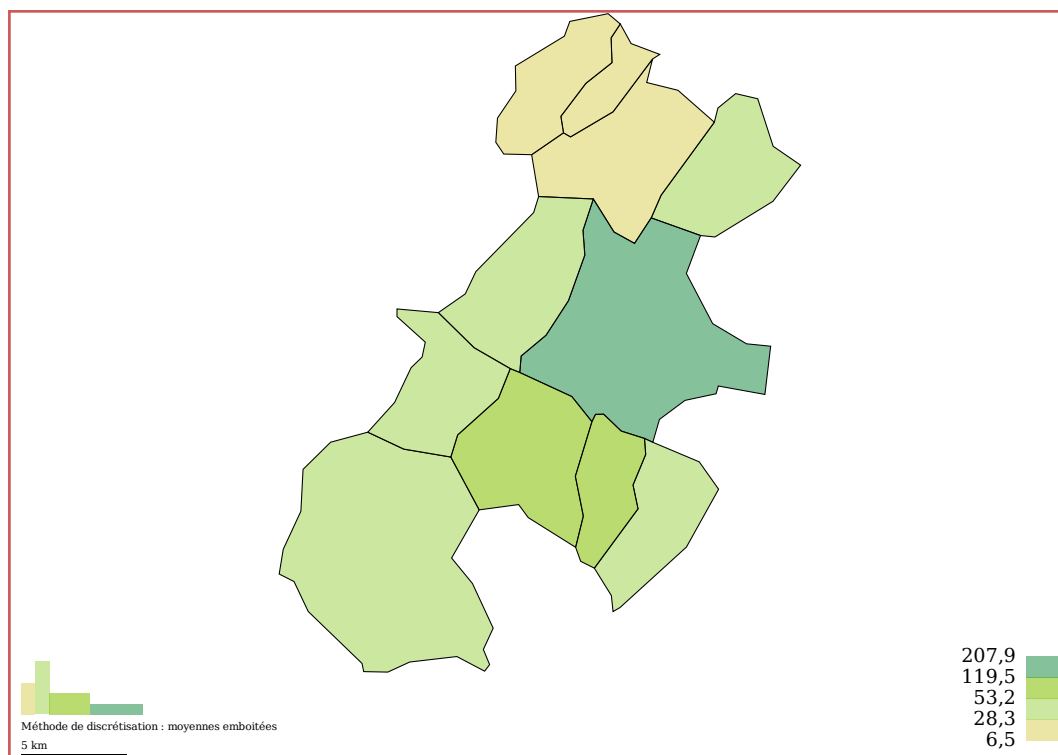 207,9
119,5
53,2
28,3
6,5
Méthode de discrétisation : moyennes emboitées
5 km